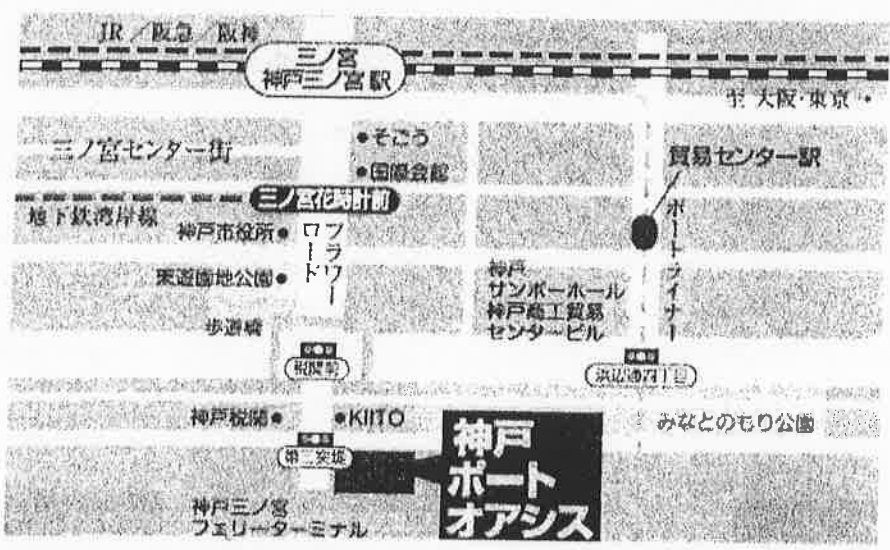 JR／阪急／阪神
三ノ宮
神戸三ノ宮駅
至 大阪・東京
三ノ宮センター街
●そごう
●国際会館
貿易センター駅
三ノ宮花時計前
地下鉄湾岸線
神戸市役所●
フラワーロード
ポートライナー
東遊園地公園●
神戸
サンボーホール
神戸商工貿易
センタービル
歩道橋
税関前
浜辺通四丁目
神戸税関●
●KIITO
みなとのもり公園
第三突堤
神戸
ポート
オアシス
神戸三ノ宮
フェリーターミナル